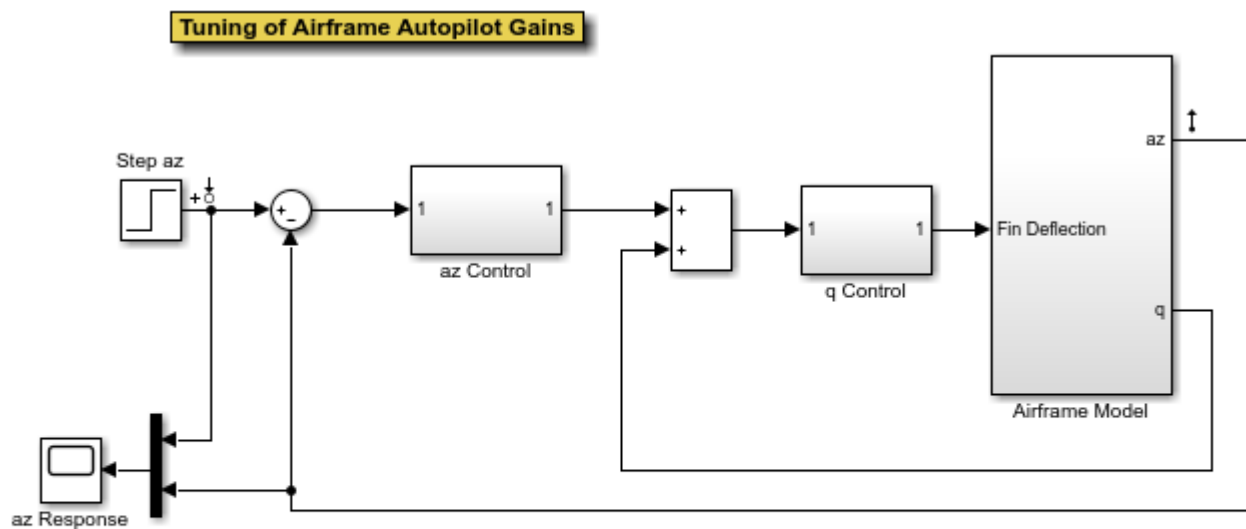 Tuning of Airframe Autopilot Gains
Step az
+
+
-
1
1
az Control
+
+
1
1
q Control
Fin Deflection
az
q
Airframe Model
az Response